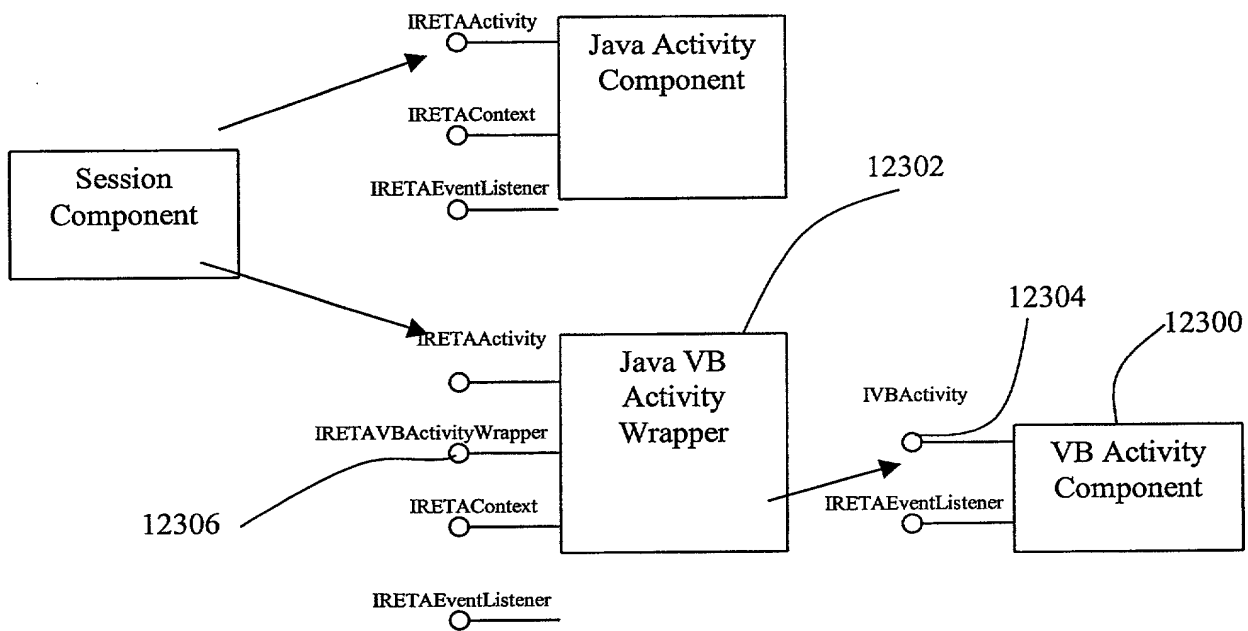 IRETAActivity
Java Activity
Component
IRETAContext
IRETAEventListener
Session
Component
12302
12304
12300
IRETAActivity
Java VB
Activity
Wrapper
IRETAVBActivityWrapper
IVBActivity
VB Activity
Component
IRETAEventListener
IRETAContext
12306
IRETAEventListener